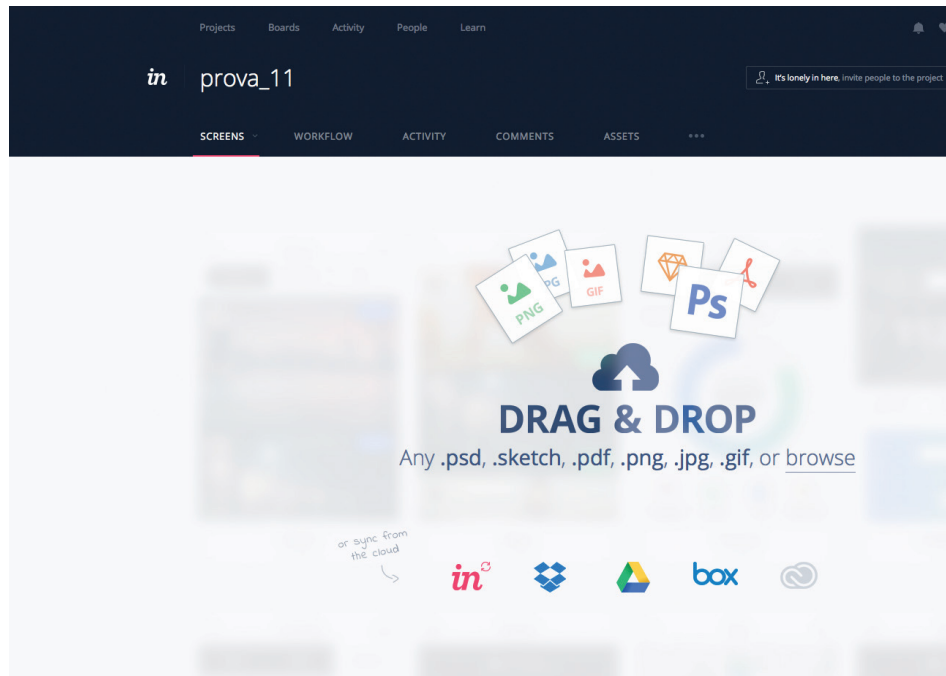 Projects Boards Activity People Learn
in prova_11
It's lonely in here, invite people to the project
SCREENS WORKFLOW ACTIVITY COMMENTS ASSETS
JPG
GIF
PNG
Ps
DRAG & DROP
Any .psd, .sketch, .pdf, .png, .jpg, .gif, or browse
or sync from
the cloud
in box